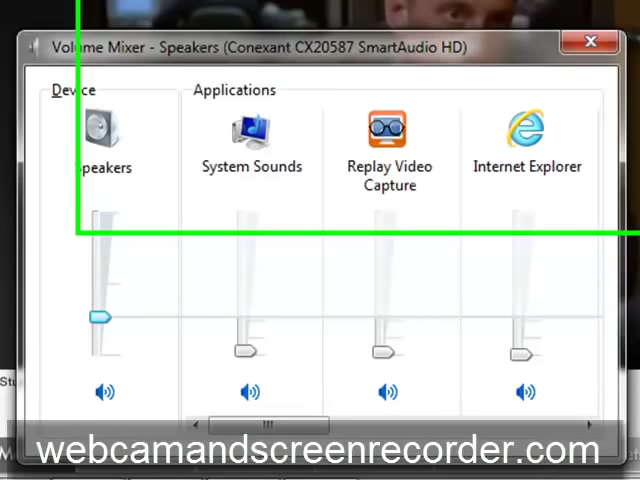 Volume Mixer - Speakers (Conexant CX20587 SmartAudio HD)
Device
Applications
Speakers
System Sounds
Replay Video
Capture
Internet Explorer
webcamandscreenrecorder.com